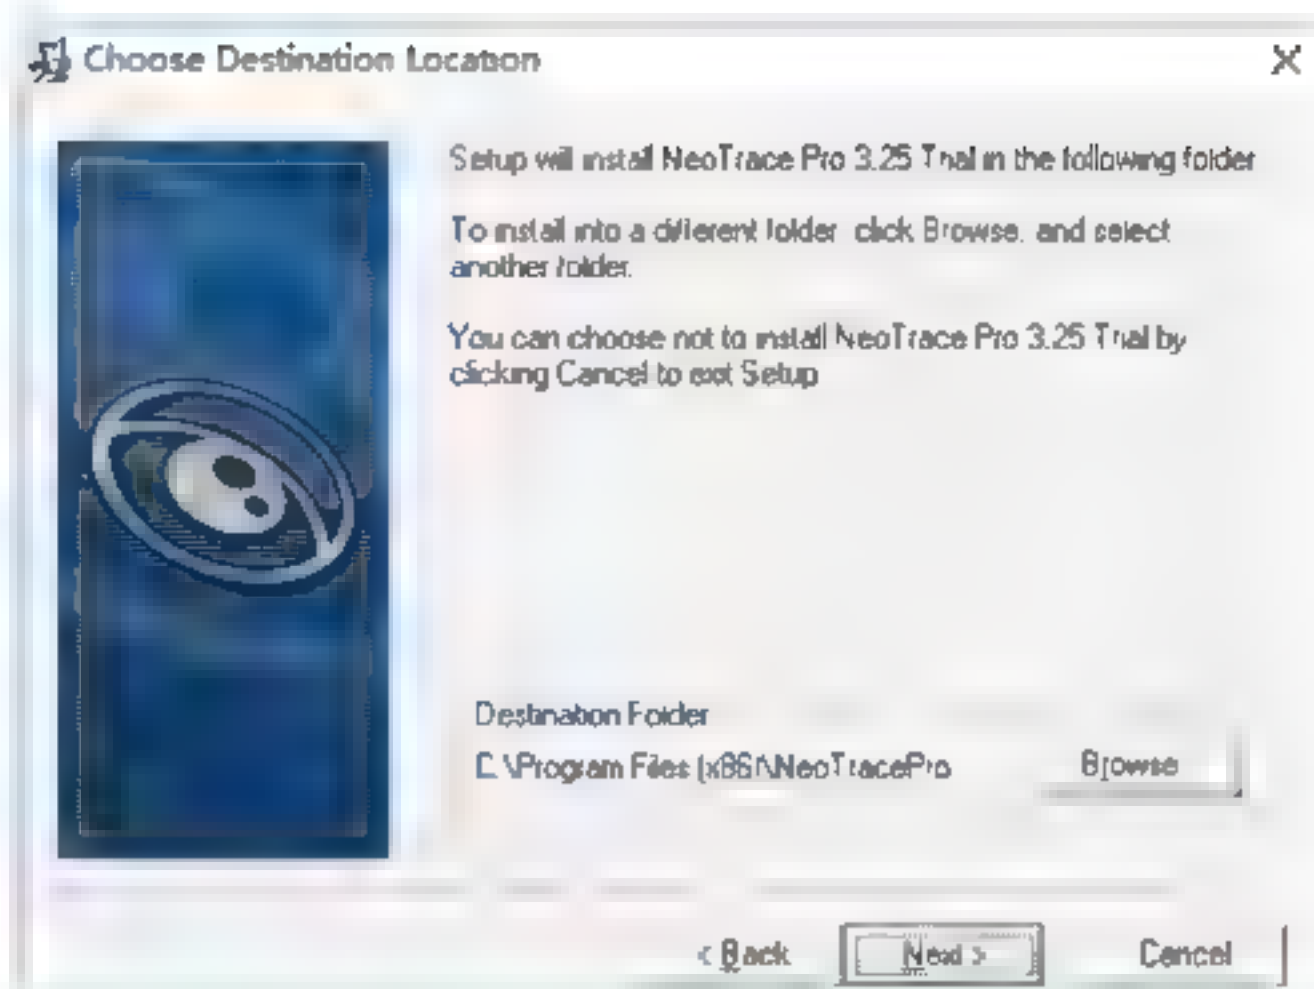 Choose Destination Location
Setup will install NeoTrace Pro 3.25 Trial in the following folder
To install into a different folder, click Browse, and select
another folder.
You can choose not to install NeoTrace Pro 3.25 Trial by
clicking Cancel to exit Setup
Destination Folder
C:\Program Files (x86)\NeoTracePro
Browse
< Back
Next >
Cancel